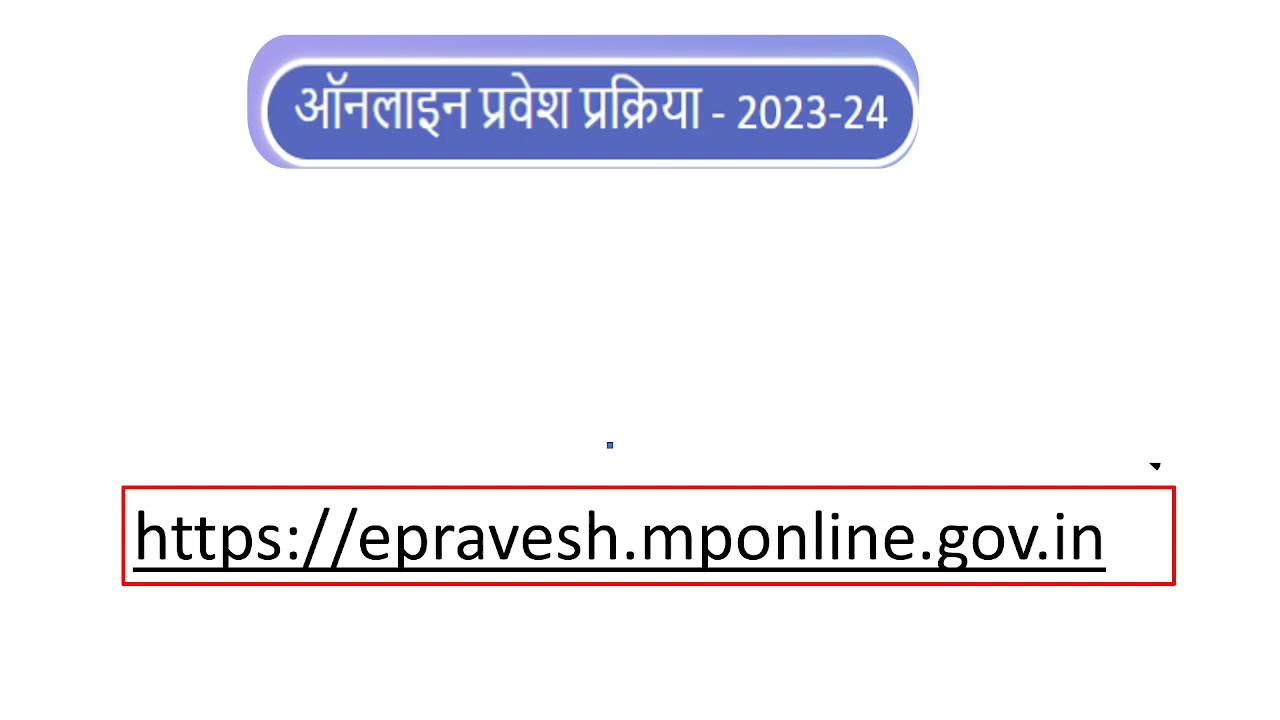 ऑनलाइन प्रवेश प्रक्रिया - 2023-24
https://epravesh.mponline.gov.in